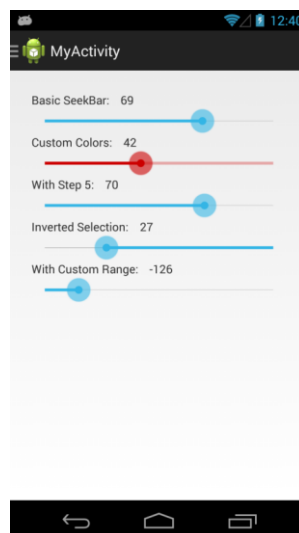 12:40
MyActivity
Basic SeekBar: 69
Custom Colors: 42
With Step 5: 70
Inverted Selection: 27
With Custom Range: -126